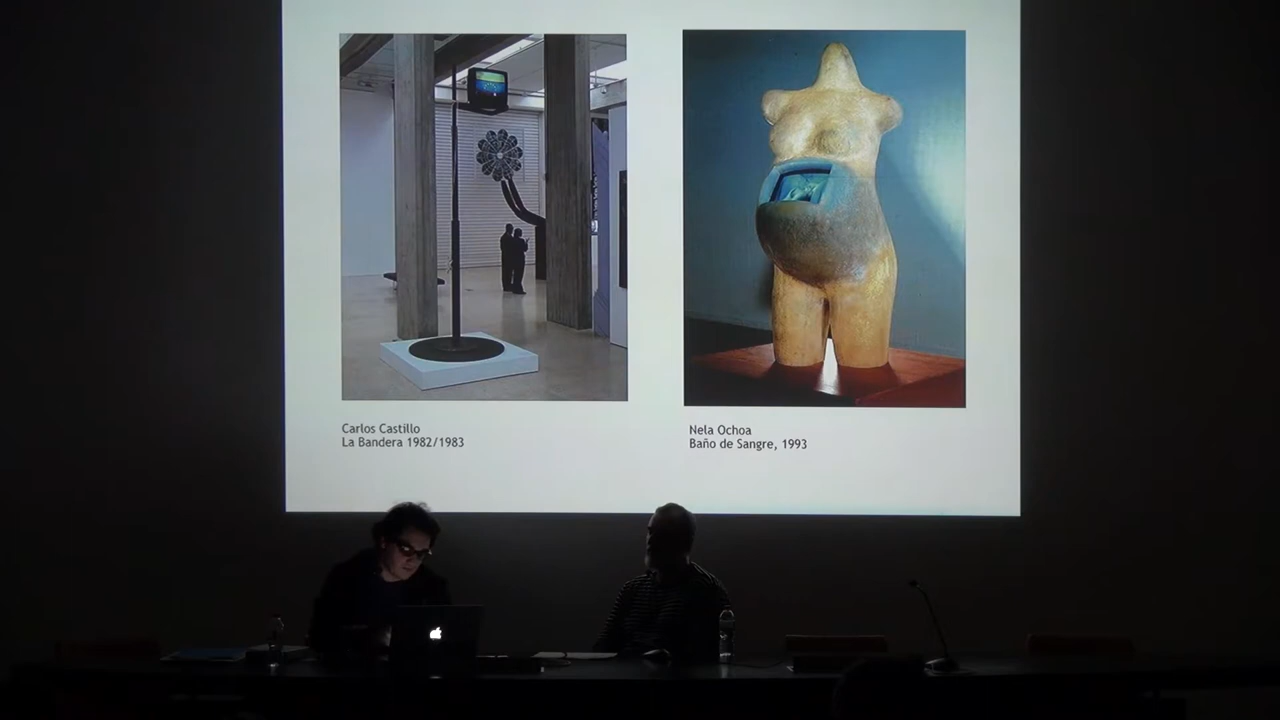 Carlos Castillo
La Bandera 1982/1983
Nela Ochoa
Baño de Sangre, 1993